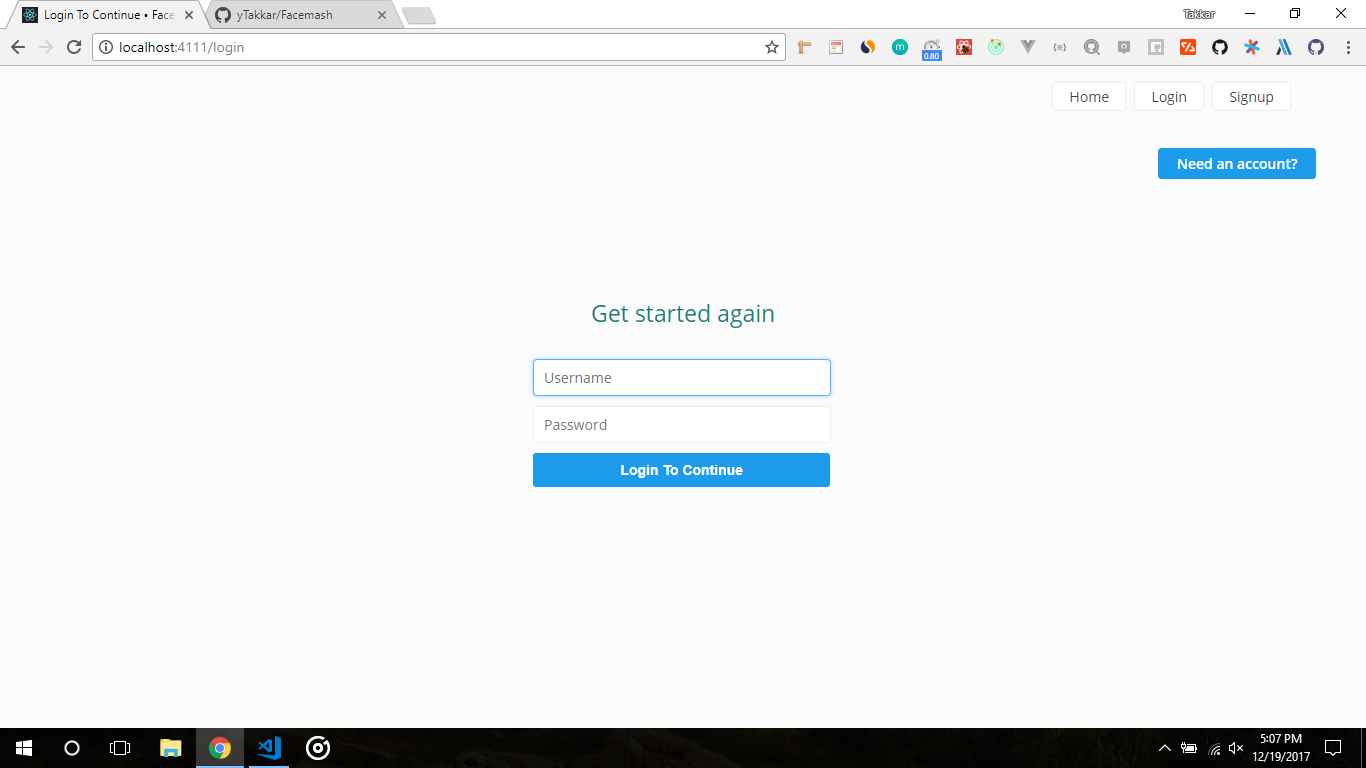 Login To Continue • Face
yTakkar/Facemash
Takkar
localhost:4111/login
m
0.80
Home
Login
Signup
Need an account?
Get started again
Username
Password
Login To Continue
5:07 PM
12/19/2017